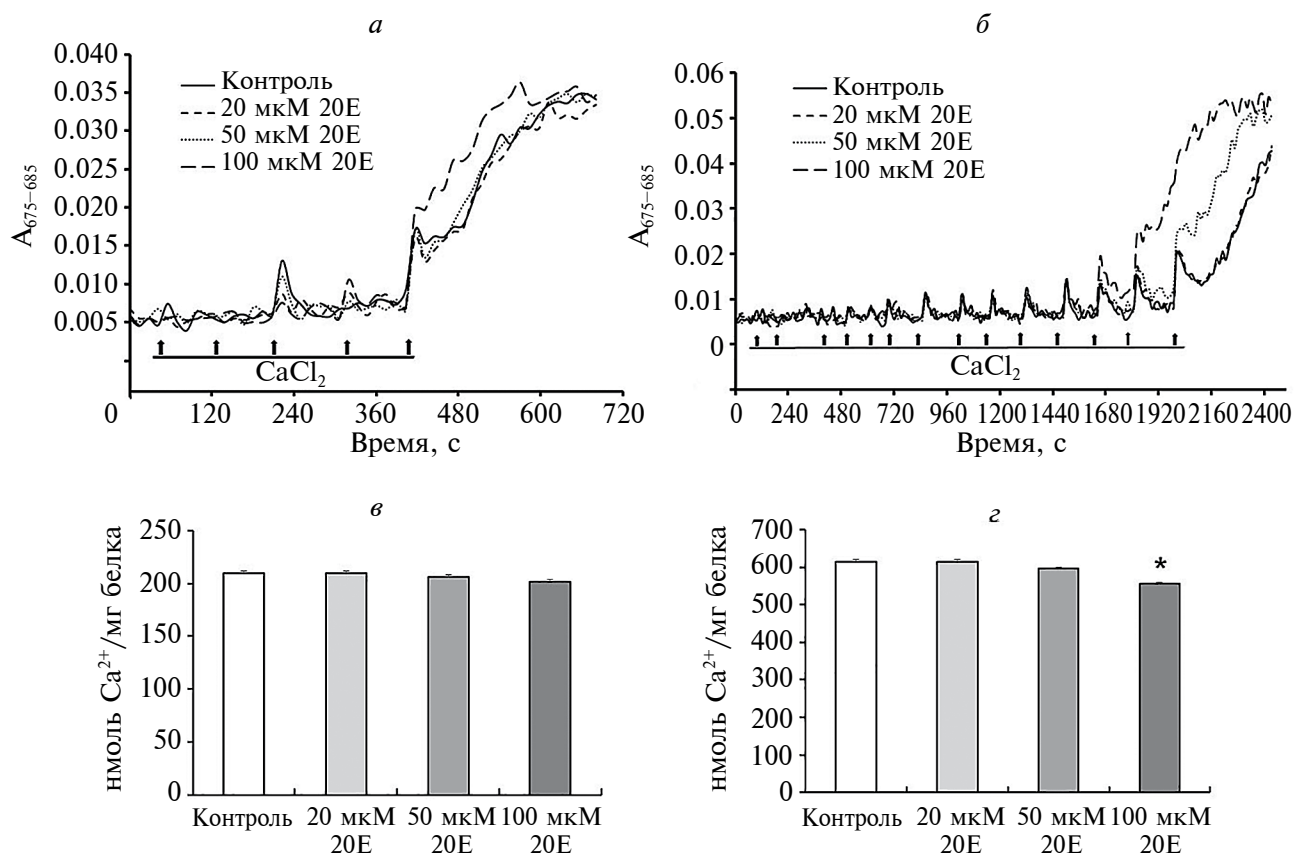 а
0.040
0.035
0.030
0.025
0.020
0.015
0.010
0.005
A675–685
Контроль
20 мкМ 20E
50 мкМ 20E
100 мкМ 20E
CaCl2
0 120 240 360 480 600 720
Время, с
б
0.06
0.05
0.04
0.03
0.02
0.01
0
A675–685
Контроль
20 мкМ 20E
50 мкМ 20E
100 мкМ 20E
CaCl2
0 240 480 720 960 1200 1440 1680 1920 2160 2400
Время, с
в
250
200
150
100
50
0
нмоль Ca2+/мг белка
Контроль 20 мкМ 50 мкМ 100 мкМ
20E 20E 20E
г
700
600
500
400
300
200
100
0
нмоль Ca2+/мг белка
*
Контроль 20 мкМ 50 мкМ 100 мкМ
20E 20E 20E